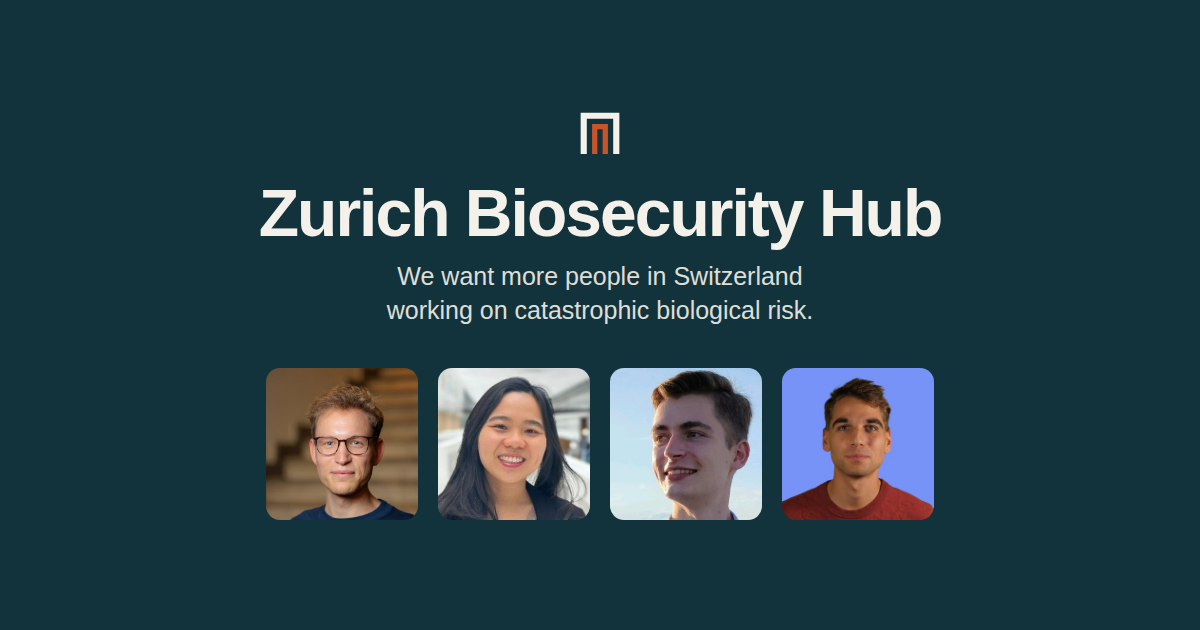 Zurich Biosecurity Hub
We want more people in Switzerland
working on catastrophic biological risk.